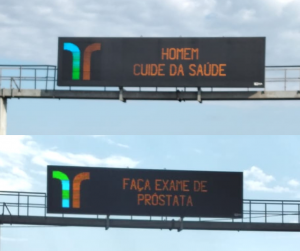 HOMEM
CUIDE DA SAÚDE
FAÇA EXAME DE
PRÓSTATA